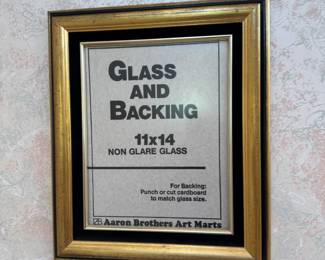 GLASS
AND
BACKING
11x14
NON GLARE GLASS
For Backing:
Punch or cut cardboard
to match glass size.
Aaron Brothers Art Marts